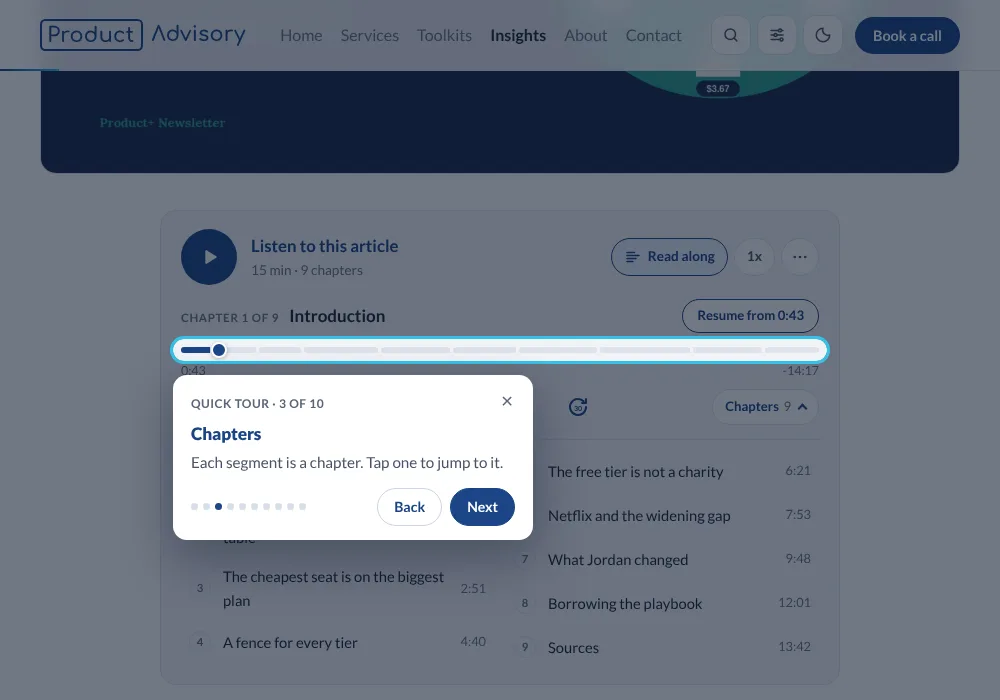 Product Advisory
Home Services Toolkits Insights About Contact
Book a call
$3.67
Product+ Newsletter
Listen to this article
15 min · 9 chapters
Read along
1x
CHAPTER 1 OF 9 Introduction
Resume from 0:43
0:43
-14:17
QUICK TOUR · 3 OF 10
Chapters
Each segment is a chapter. Tap one to jump to it.
Back
Next
30
Chapters 9
table
3 The cheapest seat is on the biggest
plan 2:51
4 A fence for every tier 4:40
The free tier is not a charity 6:21
Netflix and the widening gap 7:53
7 What Jordan changed 9:48
8 Borrowing the playbook 12:01
9 Sources 13:42